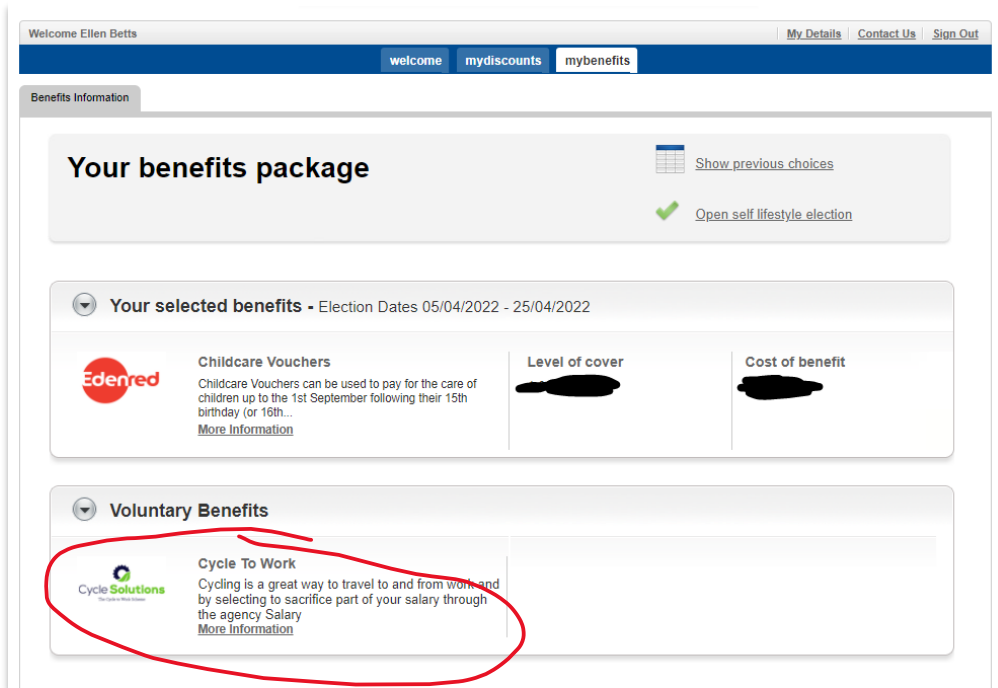 Welcome Ellen Betts
My Details Contact Us Sign Out
welcome mydiscounts mybenefits
Benefits Information
Your benefits package
Show previous choices
Open self lifestyle election
Your selected benefits - Election Dates 05/04/2022 - 25/04/2022
Edenred
Childcare Vouchers
Childcare Vouchers can be used to pay for the care of
children up to the 1st September following their 15th
birthday (or 16th...
More Information
Level of cover
Cost of benefit
Voluntary Benefits
Cycle Solutions
The Cycle to Work Scheme
Cycle To Work
Cycling is a great way to travel to and from work and
by selecting to sacrifice part of your salary through
the agency Salary
More Information